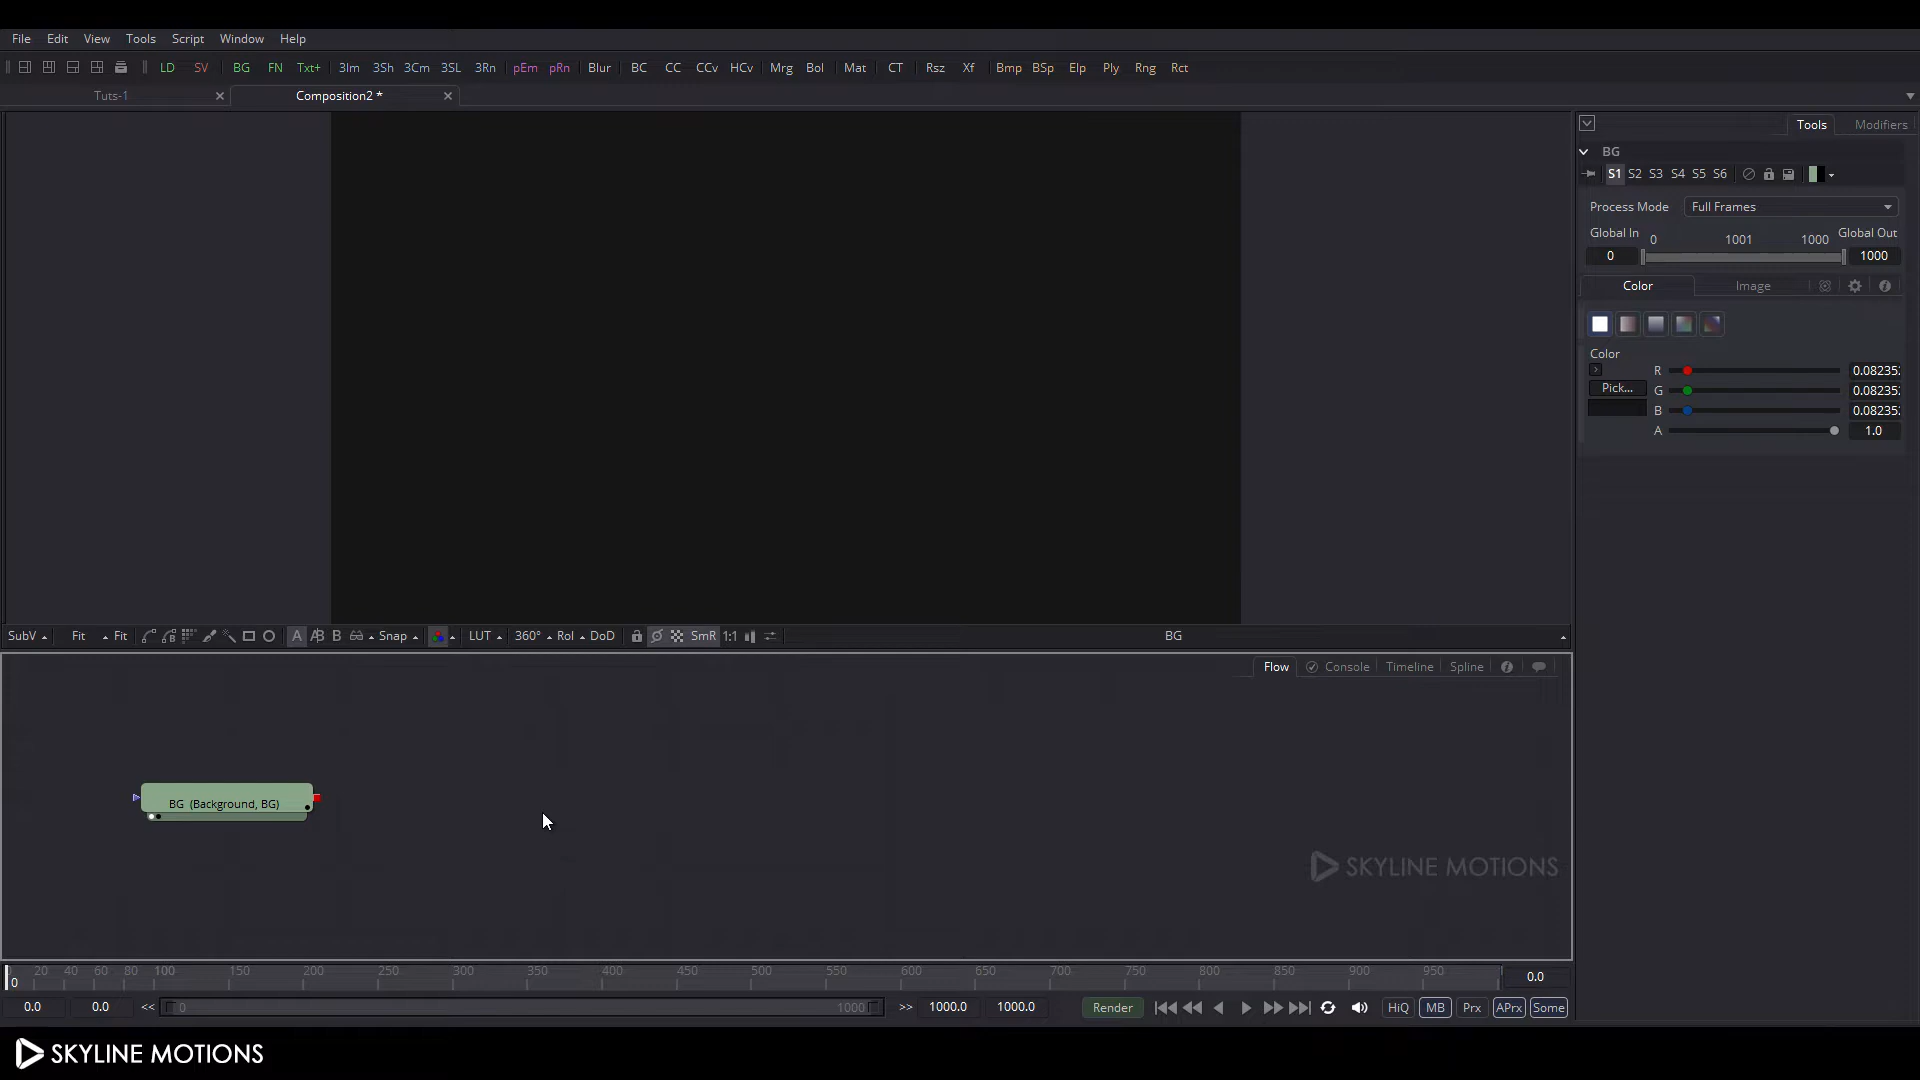 File Edit View Tools Script Window Help
LD SV BG FN Txt+ 3Im 3Sh 3Cm 3SL 3Rn pEm pRn Blur BC CC CCv HCv Mrg Bol Mat CT Rsz Xf Bmp BSp Elp Ply Rng Rct
Tuts-1 Composition2 *
Tools Modifiers
BG
S1 S2 S3 S4 S5 S6
Process Mode Full Frames
Global In 0 1001 1000 Global Out
0 1000
Color Image
Color
R 0.08235
Pick... G 0.08235
B 0.08235
A 1.0
SubV Fit Fit A B Snap LUT 360° RoI DoD SmR 1:1 BG
Flow Console Timeline Spline
BG (Background, BG)
SKYLINE MOTIONS
0 20 40 60 80 100 150 200 250 300 350 400 450 500 550 600 650 700 750 800 850 900 950 0.0
0.0 0.0 << 0 1000 >> 1000.0 1000.0 Render HiQ MB Prx APrx Some
SKYLINE MOTIONS